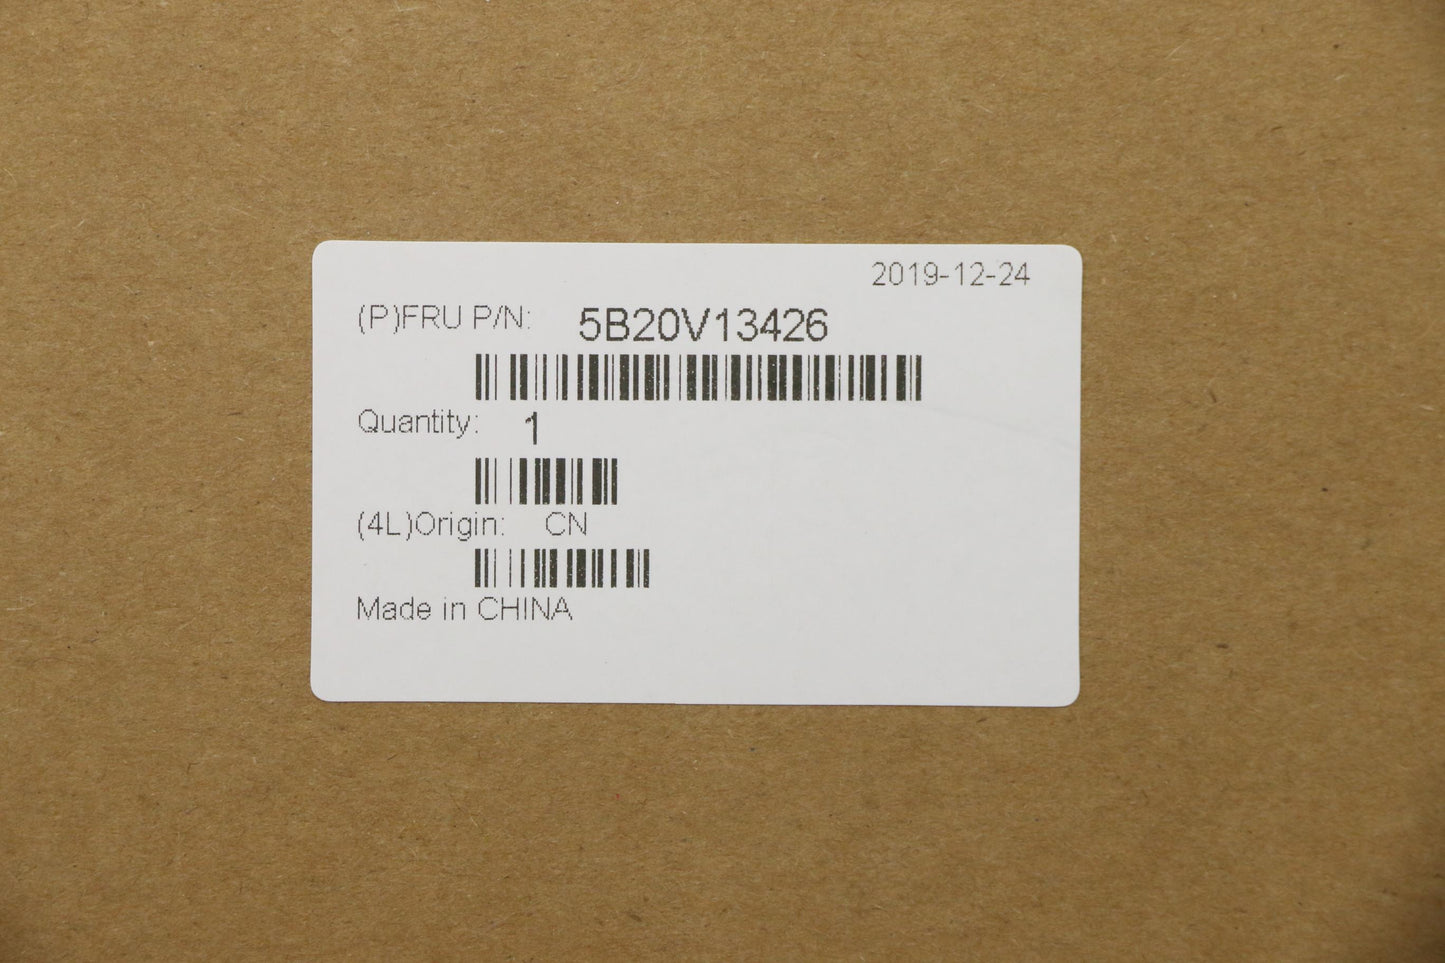 2019-12-24
(P)FRU P/N: 5B20V13426
Quantity: 1
(4L)Origin: CN
Made in CHINA